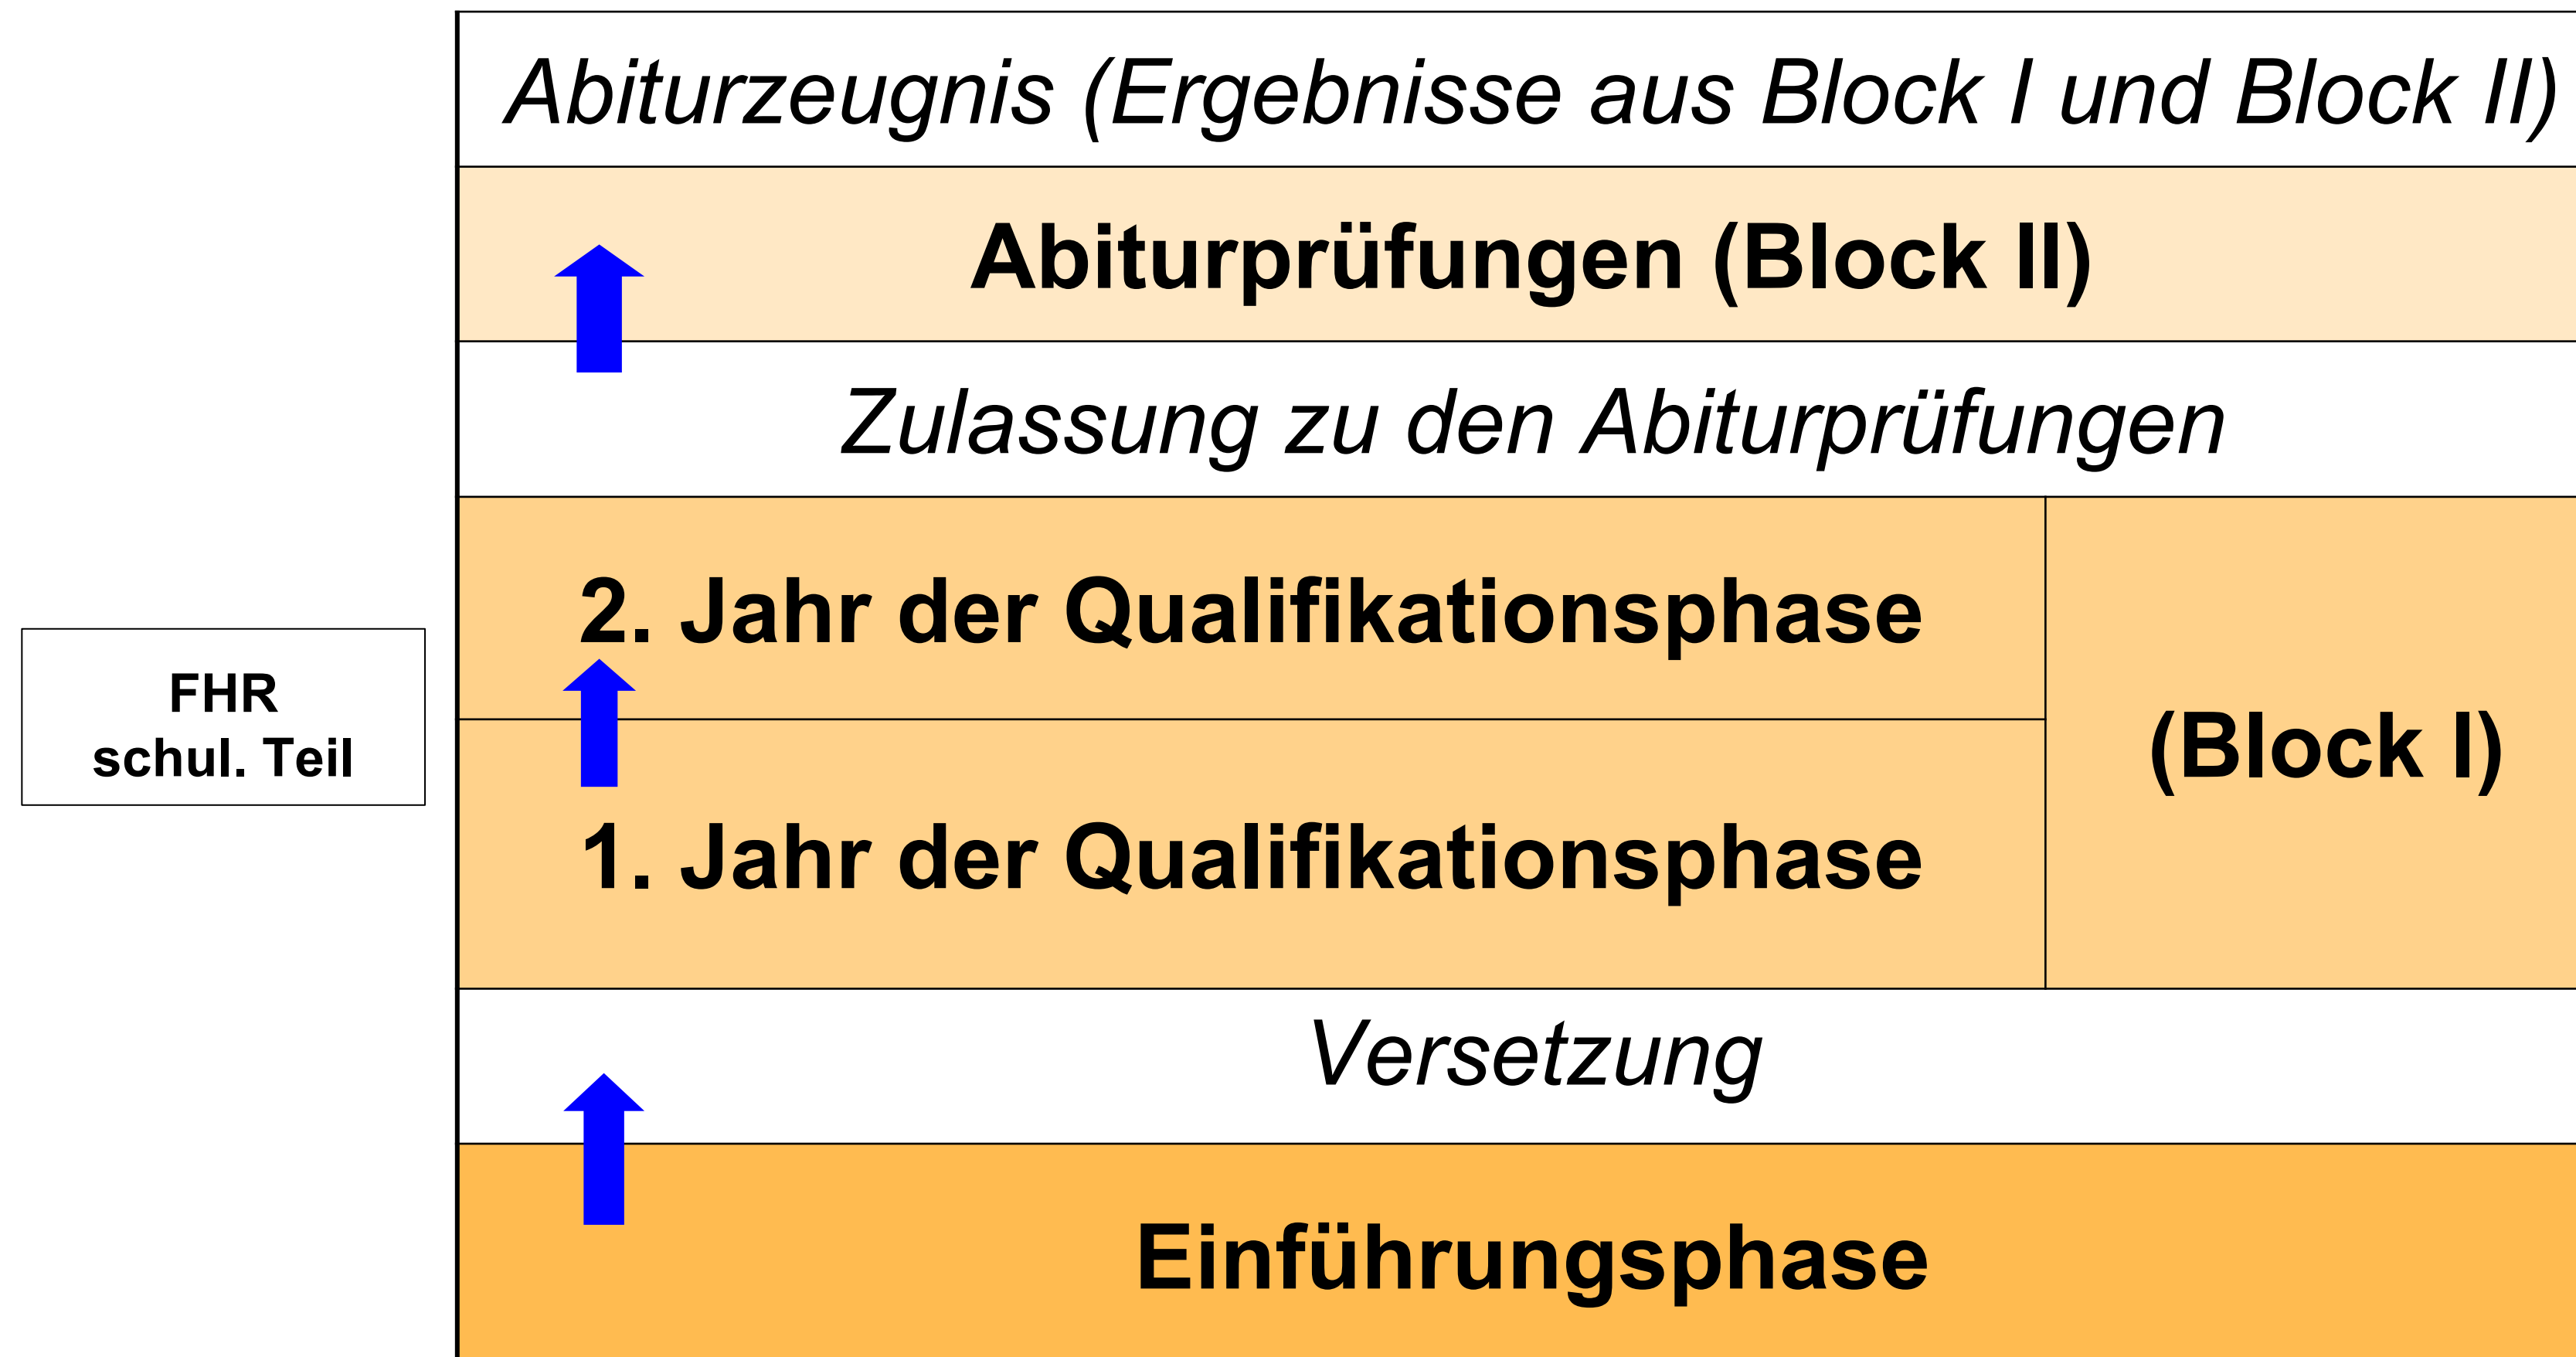 Abiturzeugnis (Ergebnisse aus Block I und Block II)
Abiturprüfungen (Block II)
Zulassung zu den Abiturprüfungen
2. Jahr der Qualifikationsphase
FHR
schul. Teil
(Block I)
1. Jahr der Qualifikationsphase
Versetzung
Einführungsphase